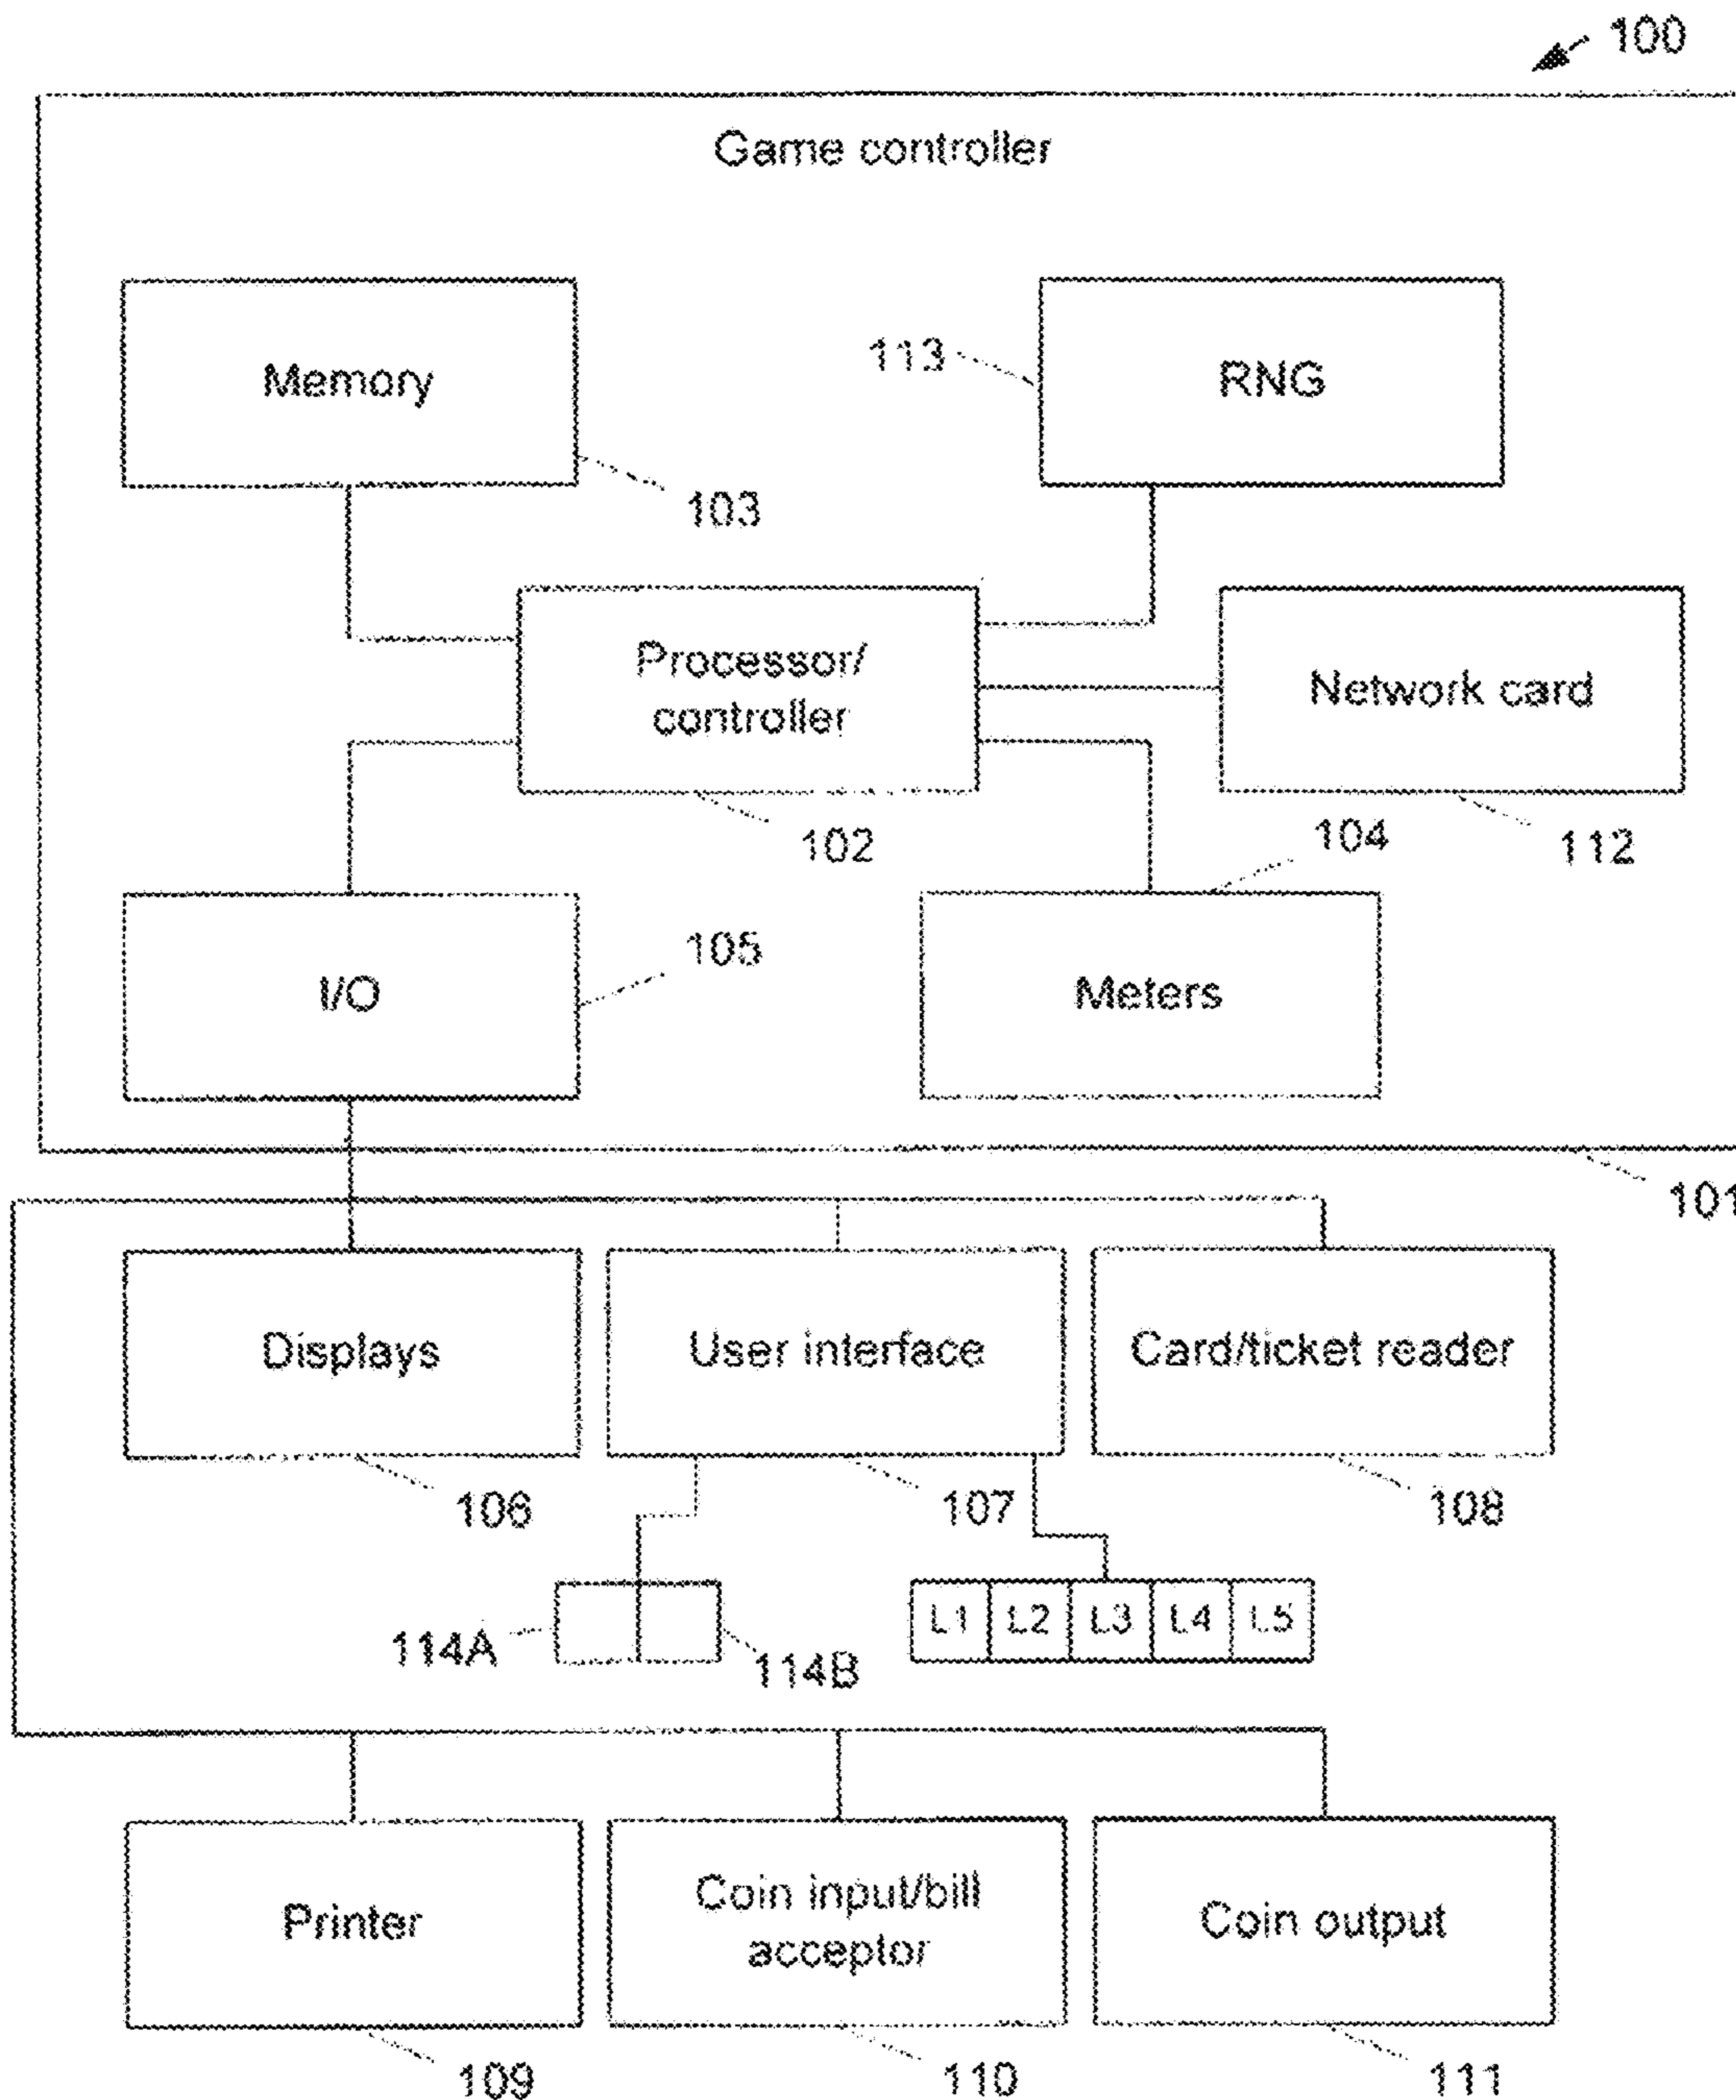 100
Game controller
Memory
113
RNG
103
Processor/
controller
Network card
102
104
112
105
I/O
Meters
101
Displays
User interface
Card/ticket reader
106
107
108
114A
114B
L1 L2 L3 L4 L5
Printer
Coin input/bill
acceptor
Coin output
109
110
111